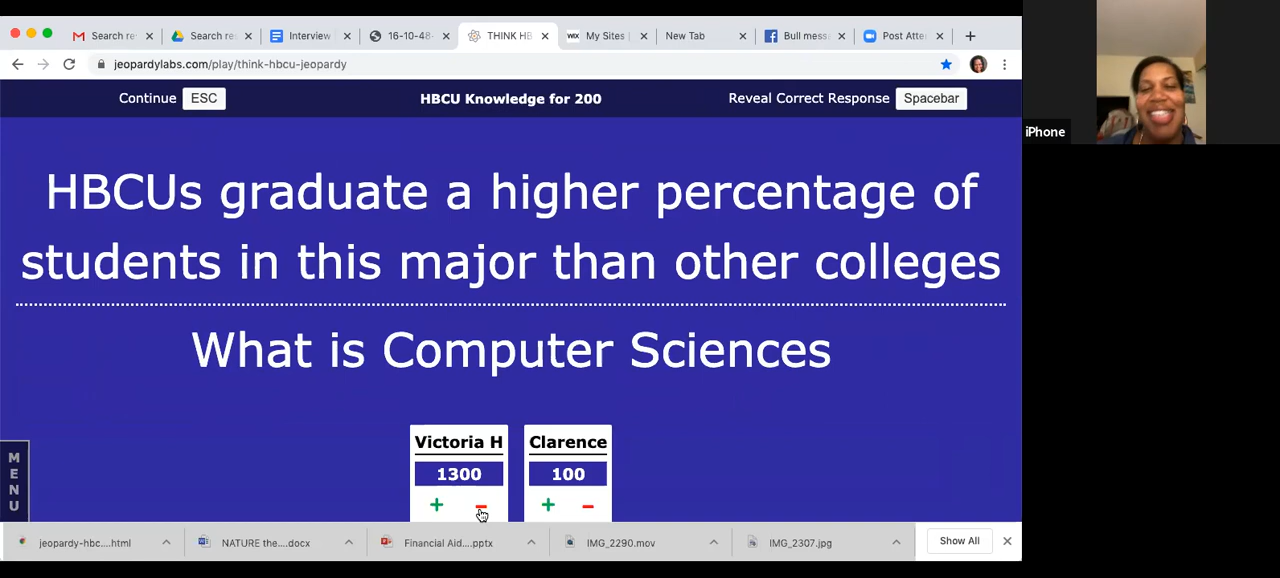 Search re
Search res
Interview
16-10-48-
THINK HB
WIX My Sites |
New Tab
Bull mess
Post Atte
jeopardylabs.com/play/think-hbcu-jeopardy
Continue ESC
HBCU Knowledge for 200
Reveal Correct Response Spacebar
HBCUs graduate a higher percentage of
students in this major than other colleges
What is Computer Sciences
Victoria H
Clarence
1300
100
+ −
+ −
MENU
jeopardy-hbc....html
NATURE the....docx
Financial Aid....pptx
IMG_2290.mov
IMG_2307.jpg
Show All
iPhone